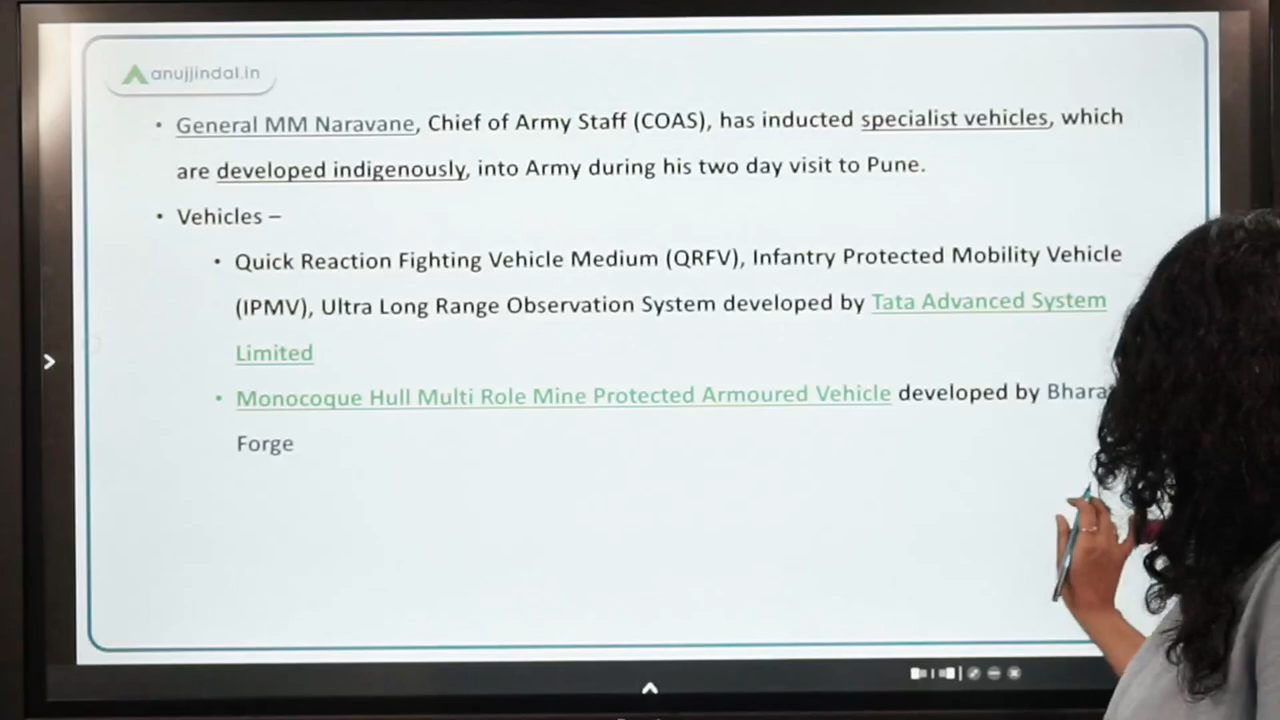 anujjindal.in
• General MM Naravane, Chief of Army Staff (COAS), has inducted specialist vehicles, which
are developed indigenously, into Army during his two day visit to Pune.
• Vehicles –
• Quick Reaction Fighting Vehicle Medium (QRFV), Infantry Protected Mobility Vehicle
(IPMV), Ultra Long Range Observation System developed by Tata Advanced System
Limited
• Monocoque Hull Multi Role Mine Protected Armoured Vehicle developed by Bhara
Forge